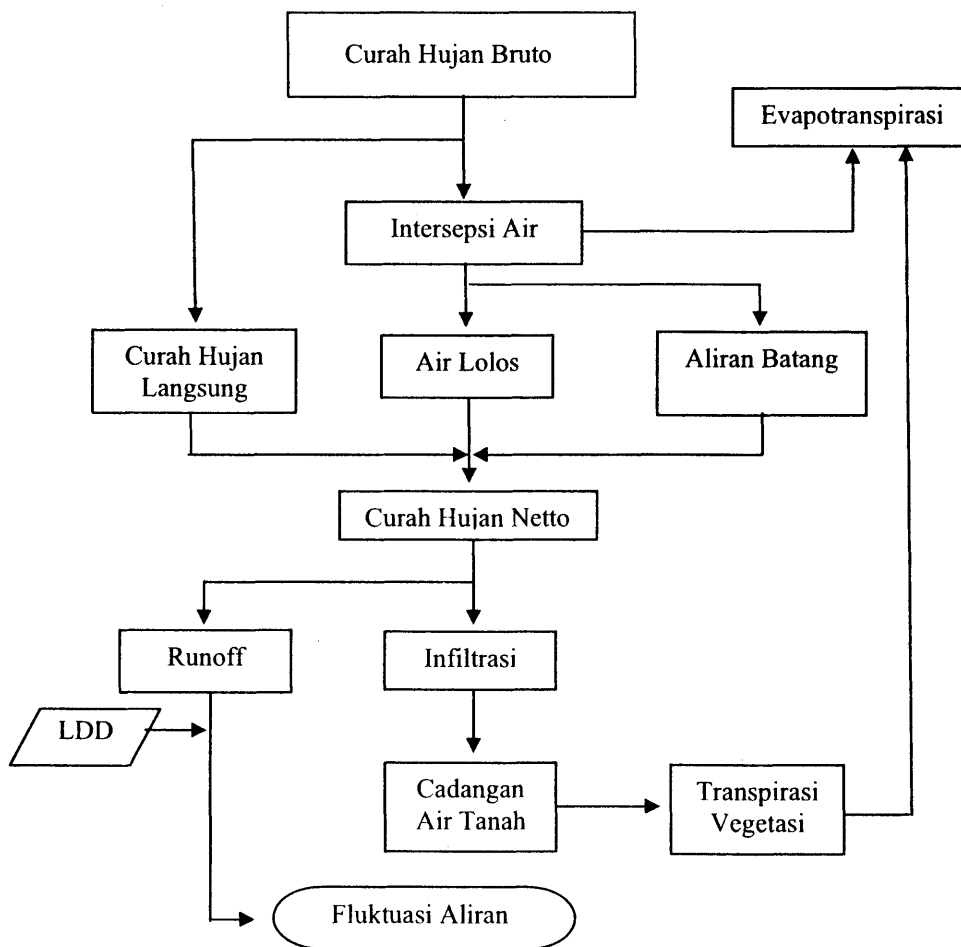 Curah Hujan Bruto
Evapotranspirasi
Intersepsi Air
Curah Hujan
Langsung
Air Lolos
Aliran Batang
Curah Hujan Netto
Runoff
Infiltrasi
LDD
Cadangan
Air Tanah
Transpirasi
Vegetasi
Fluktuasi Aliran